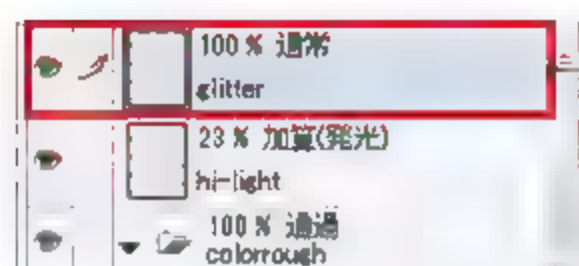 100 % 通常
glitter
23 % 加算(発光)
hi-light
100 % 通過
colorrough